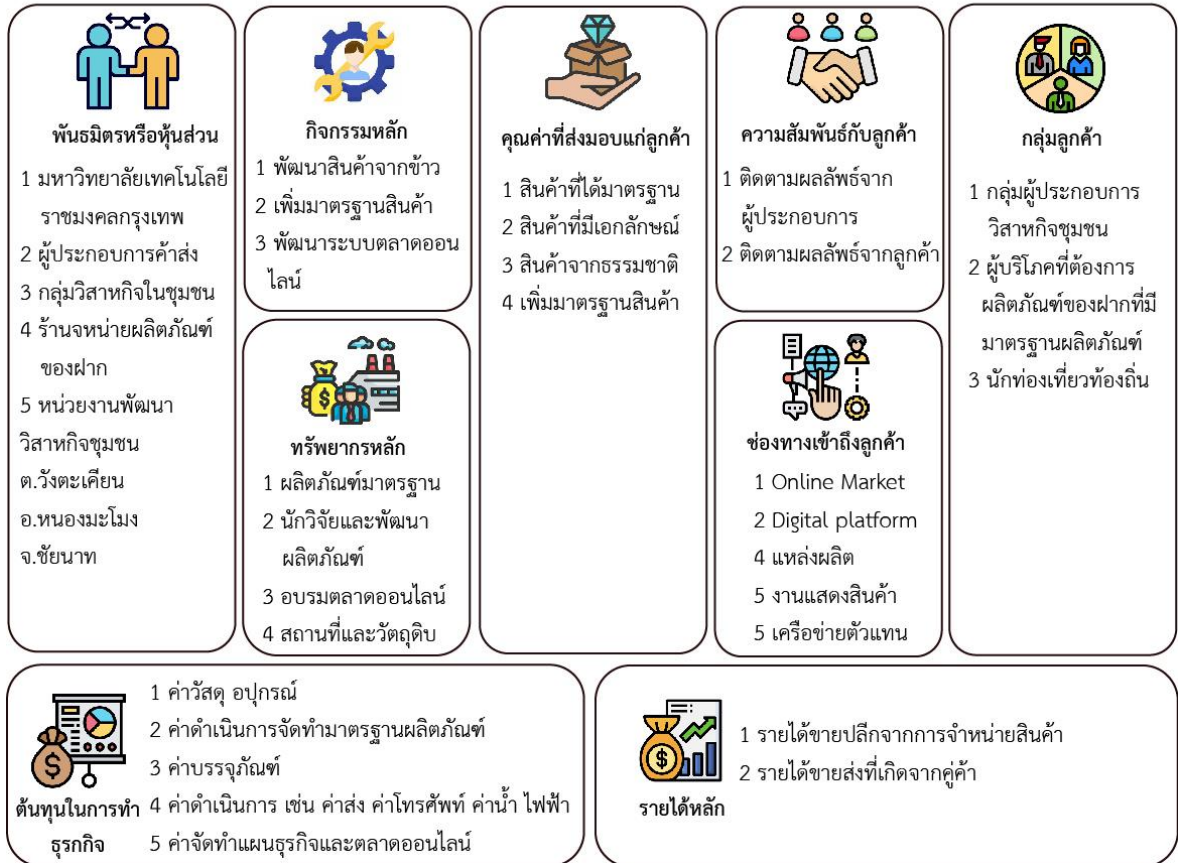 พันธมิตรหรือหุ้นส่วน
1 มหาวิทยาลัยเทคโนโลยี
ราชมงคลกรุงเทพ
2 ผู้ประกอบการค้าส่ง
3 กลุ่มวิสาหกิจในชุมชน
4 ร้านจหน่ายผลิตภัณฑ์
ของฝาก
5 หน่วยงานพัฒนา
วิสาหกิจชุมชน
ต.วังตะเคียน
อ.หนองมะโมง
จ.ชัยนาท
กิจกรรมหลัก
1 พัฒนาสินค้าจากข้าว
2 เพิ่มมาตรฐานสินค้า
3 พัฒนาระบบตลาดออน
ไลน์
ทรัพยากรหลัก
1 ผลิตภัณฑ์มาตรฐาน
2 นักวิจัยและพัฒนา
ผลิตภัณฑ์
3 อบรมตลาดออนไลน์
4 สถานที่และวัตถุดิบ
คุณค่าที่ส่งมอบแก่ลูกค้า
1 สินค้าที่ได้มาตรฐาน
2 สินค้าที่มีเอกลักษณ์
3 สินค้าจากธรรมชาติ
4 เพิ่มมาตรฐานสินค้า
ความสัมพันธ์กับลูกค้า
1 ติดตามผลลัพธ์จาก
ผู้ประกอบการ
2 ติดตามผลลัพธ์จากลูกค้า
ช่องทางเข้าถึงลูกค้า
1 Online Market
2 Digital platform
4 แหล่งผลิต
5 งานแสดงสินค้า
5 เครือข่ายตัวแทน
กลุ่มลูกค้า
1 กลุ่มผู้ประกอบการ
วิสาหกิจชุมชน
2 ผู้บริโภคที่ต้องการ
ผลิตภัณฑ์ของฝากที่มี
มาตรฐานผลิตภัณฑ์
3 นักท่องเที่ยวท้องถิ่น
ต้นทุนในการทำ
ธุรกกิจ
1 ค่าวัสดุ อปุกรณ์
2 ค่าดำเนินการจัดทำมาตรฐานผลิตภัณฑ์
3 ค่าบรรจุภัณฑ์
4 ค่าดำเนินการ เช่น ค่าส่ง ค่าโทรศัพท์ ค่าน้ำ ไฟฟ้า
5 ค่าจัดทำแผนธุรกิจและตลาดออนไลน์
รายได้หลัก
1 รายได้ขายปลีกจากการจำหน่ายสินค้า
2 รายได้ขายส่งที่เกิดจากคู่ค้า